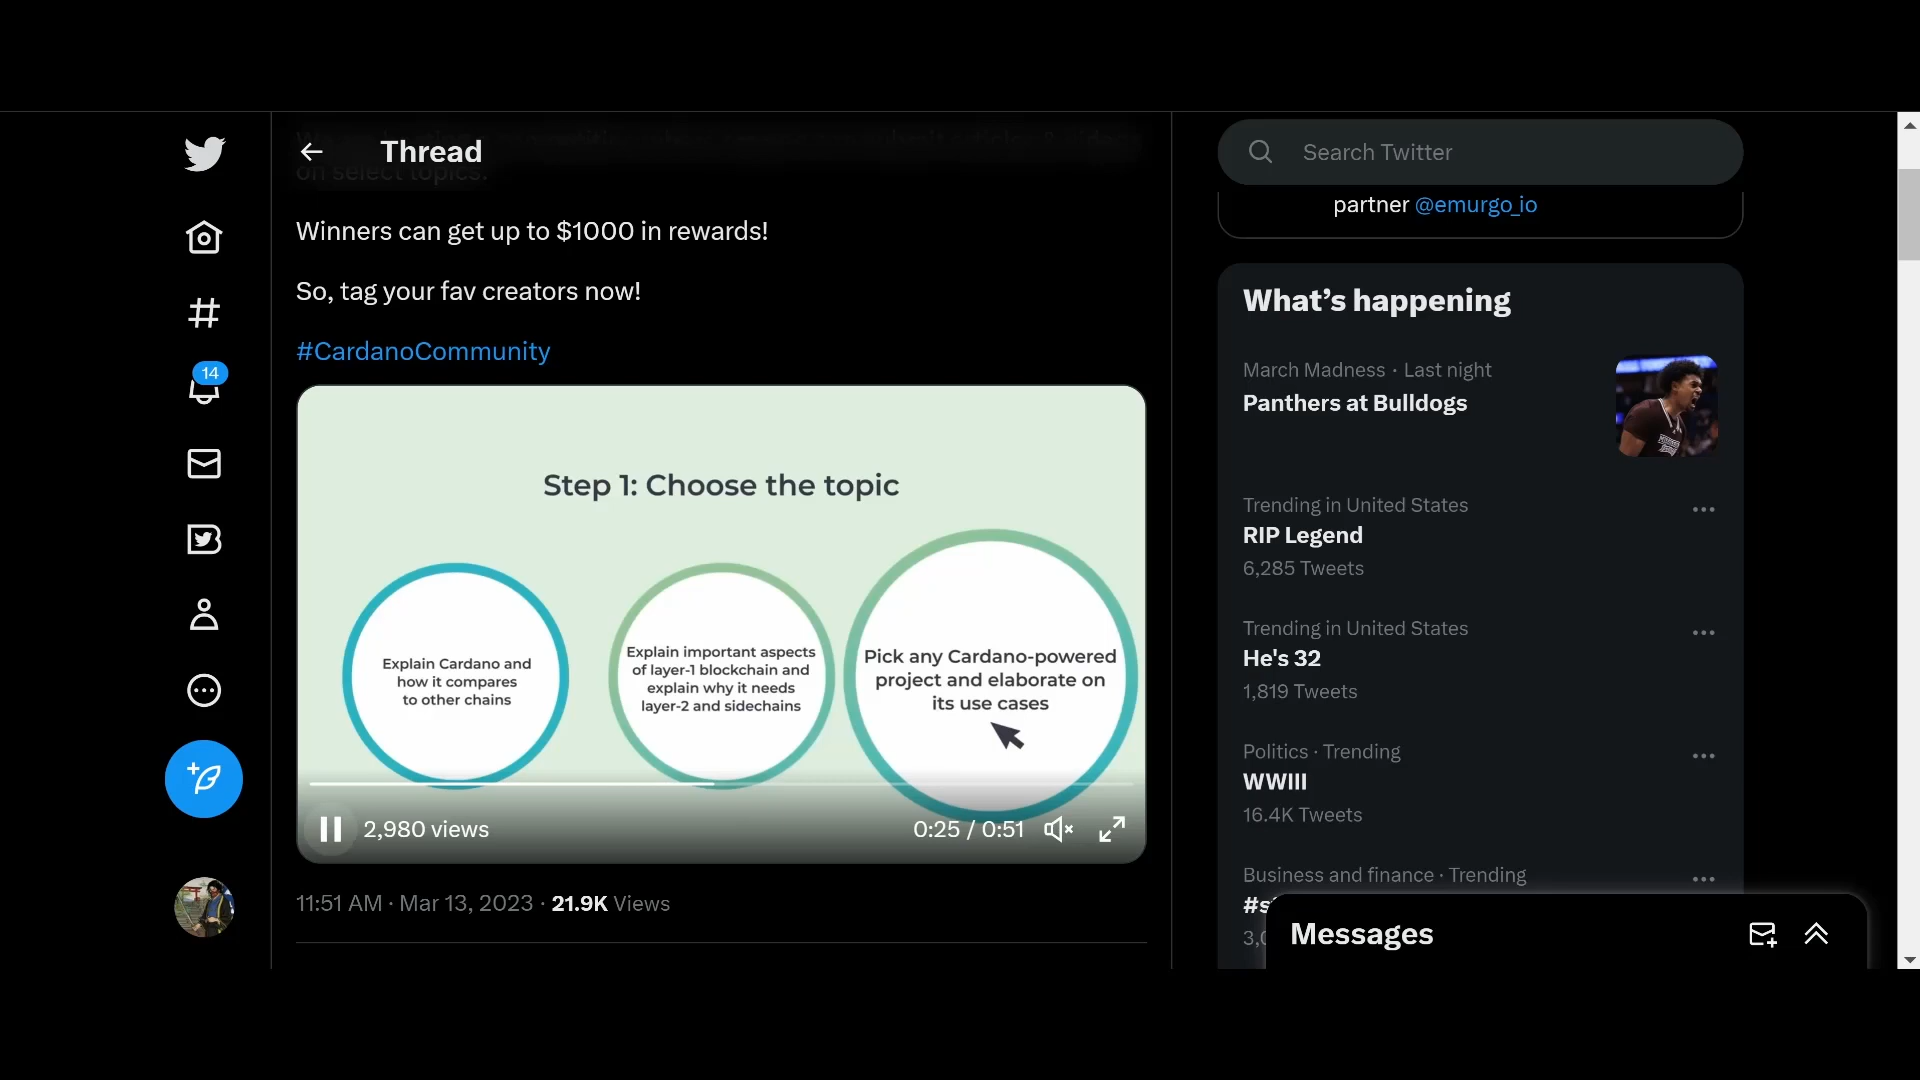 Thread
on select topics.
Winners can get up to $1000 in rewards!
So, tag your fav creators now!
#CardanoCommunity
Step 1: Choose the topic
Explain Cardano and
how it compares
to other chains
Explain important aspects
of layer-1 blockchain and
explain why it needs
layer-2 and sidechains
Pick any Cardano-powered
project and elaborate on
its use cases
2,980 views
0:25 / 0:51
11:51 AM · Mar 13, 2023 · 21.9K Views
14
Search Twitter
partner @emurgo_io
What’s happening
March Madness · Last night
Panthers at Bulldogs
Trending in United States
RIP Legend
6,285 Tweets
Trending in United States
He's 32
1,819 Tweets
Politics · Trending
WWIII
16.4K Tweets
Business and finance · Trending
Messages